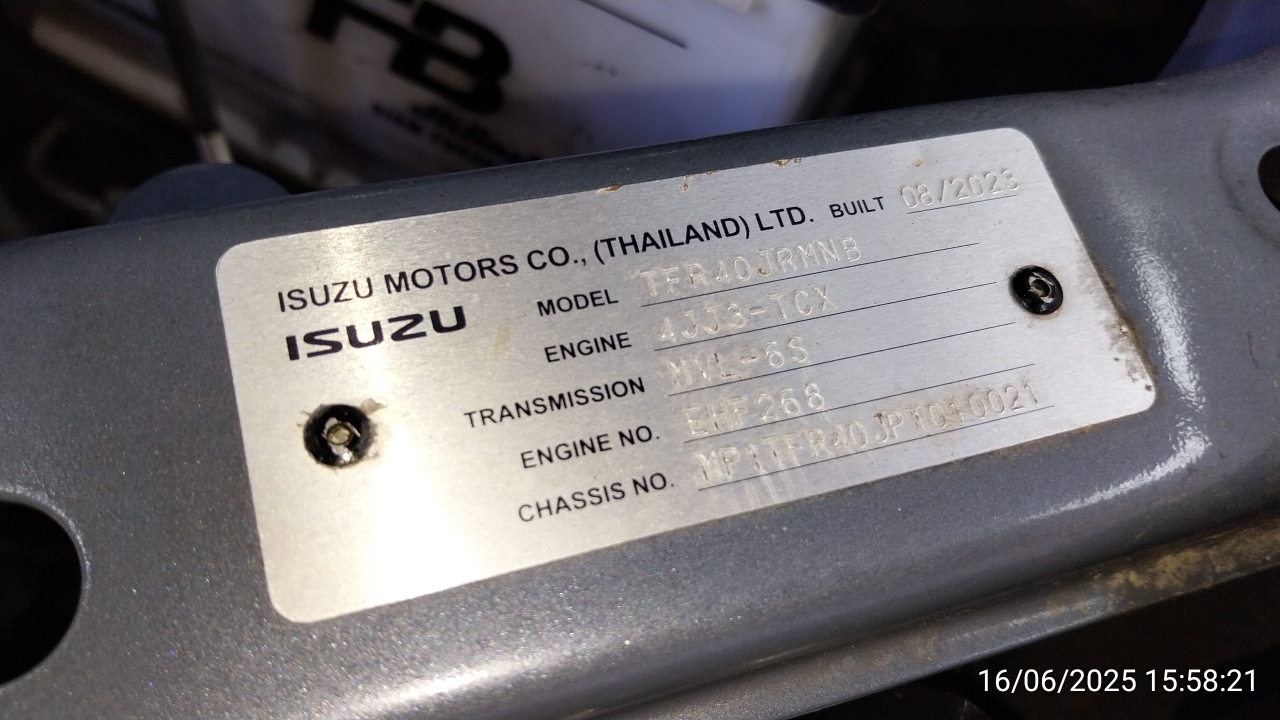 FB
ISUZU MOTORS CO., (THAILAND) LTD. BUILT 08/2023
ISUZU
MODEL TFR40JRMNB
ENGINE 4JJ3-TCX
TRANSMISSION MVL-6S
ENGINE NO. EHF268
CHASSIS NO. MP1TFR40JPT010021
16/06/2025 15:58:21